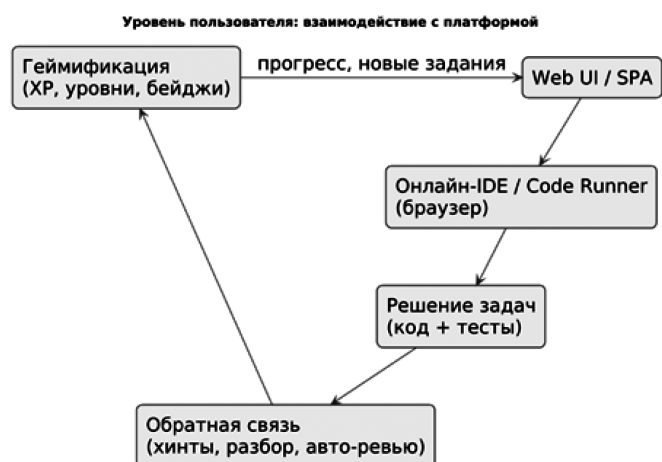 Уровень пользователя: взаимодействие с платформой
Геймификация
(XP, уровни, бейджи)
прогресс, новые задания
Web UI / SPA
Онлайн-IDE / Code Runner
(браузер)
Решение задач
(код + тесты)
Обратная связь
(хинты, разбор, авто-ревью)